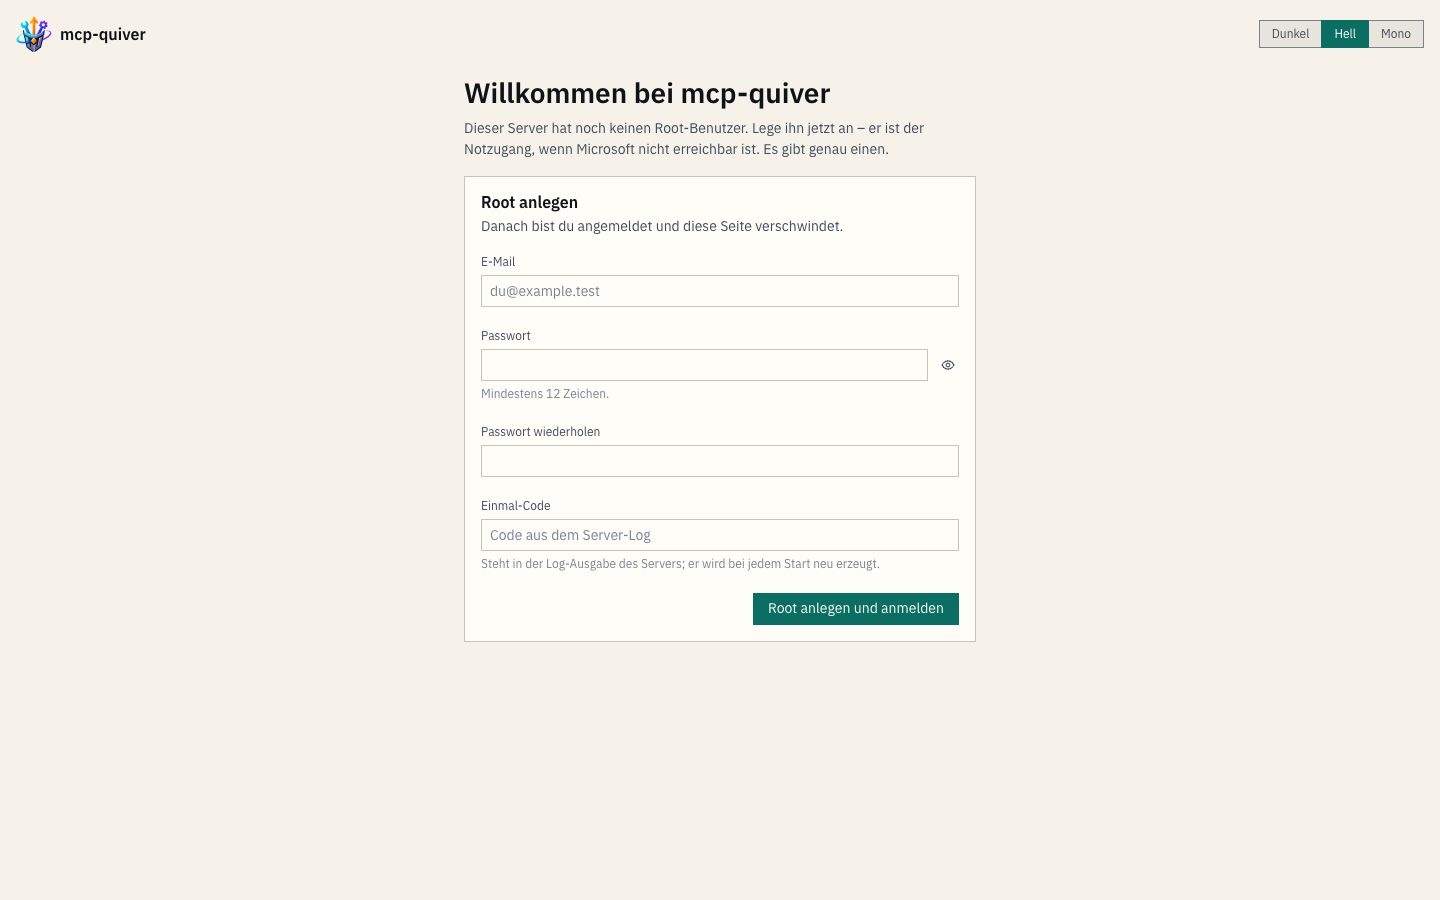 mcp-quiver
Dunkel
Hell
Mono
Willkommen bei mcp-quiver
Dieser Server hat noch keinen Root-Benutzer. Lege ihn jetzt an – er ist der
Notzugang, wenn Microsoft nicht erreichbar ist. Es gibt genau einen.
Root anlegen
Danach bist du angemeldet und diese Seite verschwindet.
E-Mail
du@example.test
Passwort
Mindestens 12 Zeichen.
Passwort wiederholen
Einmal-Code
Code aus dem Server-Log
Steht in der Log-Ausgabe des Servers; er wird bei jedem Start neu erzeugt.
Root anlegen und anmelden